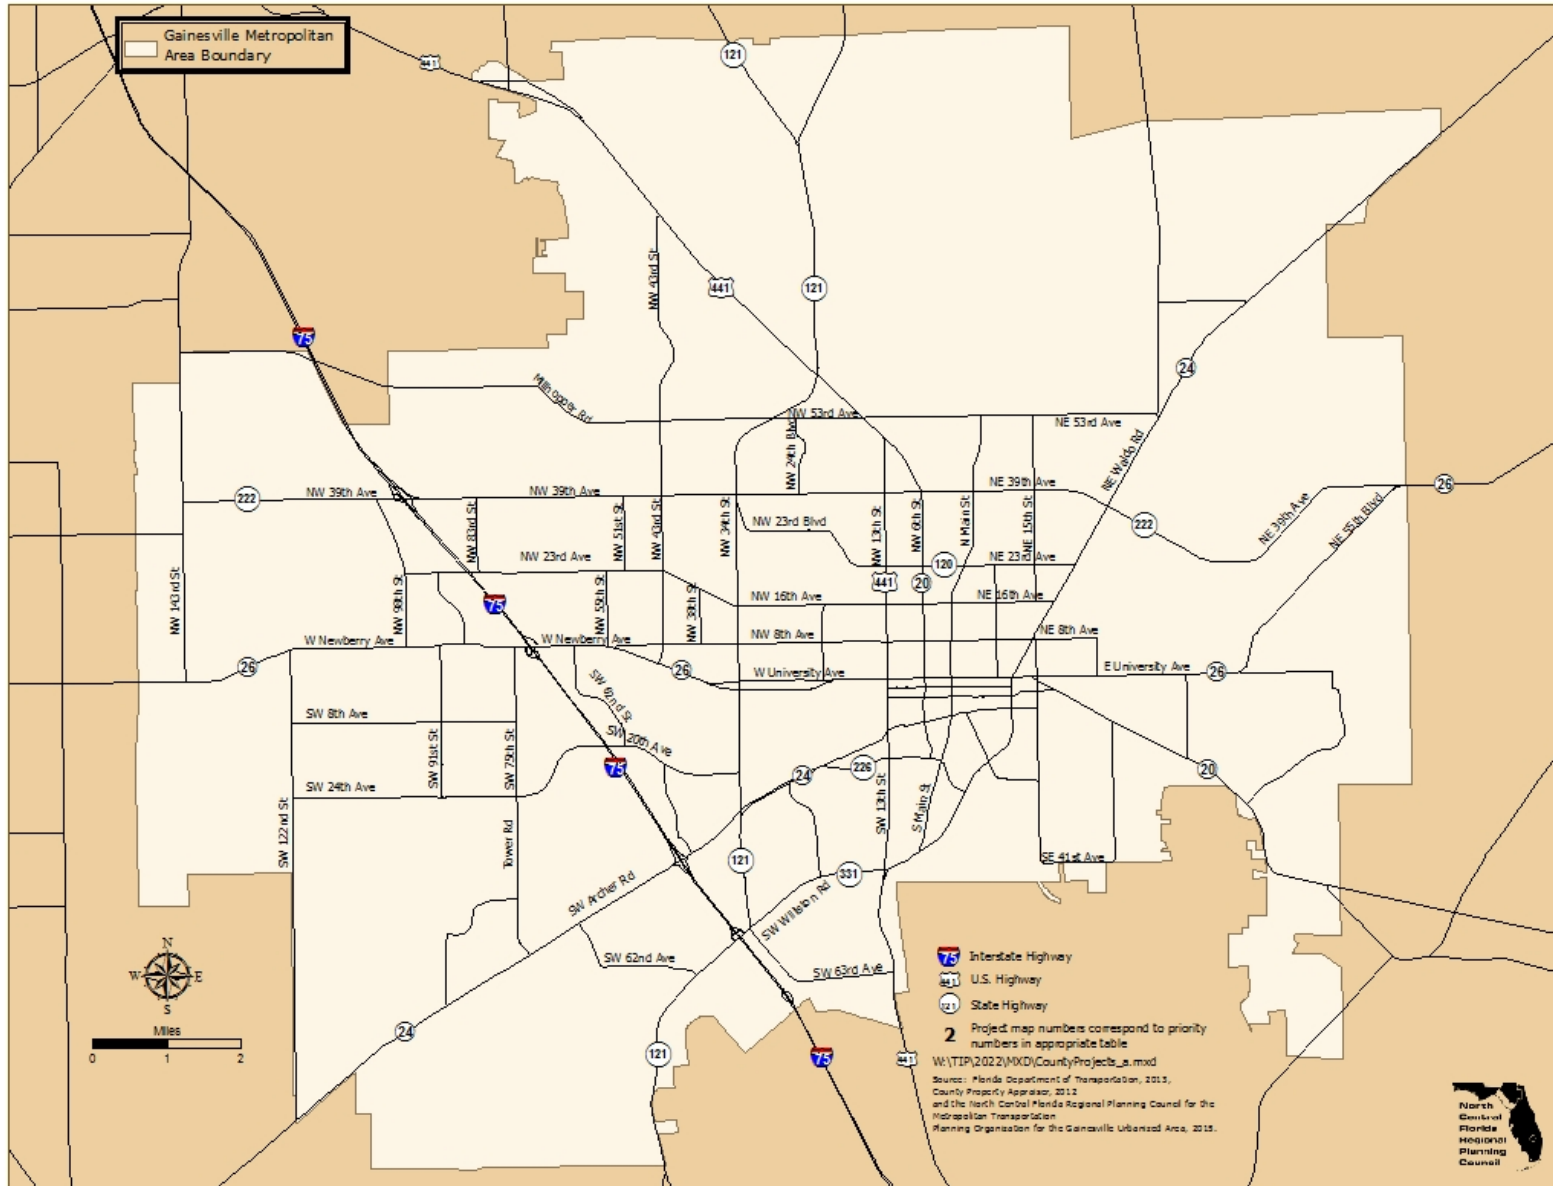 Gainesville Metropolitan
Area Boundary
441
121
NW 43rd St
441
121
75
24
Millhopper Rd
NW 53rd Ave
NE 53rd Ave
NW 24th Blvd
NE Waldo Rd
222
NW 39th Ave
NW 39th Ave
NE 39th Ave
26
NW 83rd St
NW 51st St
NW 43rd St
NW 34th St
NW 23rd Blvd
NW 13th St
NW 6th St
N Main St
NE 15th St
222
NE 39th Ave
NE 55th Blvd
NW 23rd Ave
120
NE 23rd Ave
NW 143rd St
NW 98th St
75
NW 55th St
NW 38th St
NW 16th Ave
441
20
NE 16th Ave
W Newberry Ave
W Newberry Ave
NW 8th Ave
NE 8th Ave
26
26
W University Ave
E University Ave
26
SW 62nd St
SW 8th Ave
SW 91st St
SW 75th St
SW 20th Ave
75
24
226
20
SW 24th Ave
SW 122nd St
Tower Rd
SW 13th St
S Main St
121
331
SE 41st Ave
SW Archer Rd
SW Williston Rd
SW 62nd Ave
SW 63rd Ave
24
121
75
441
N
W E
S
Miles
0 1 2
75 Interstate Highway
441 U.S. Highway
121 State Highway
2 Project map numbers correspond to priority
numbers in appropriate table
W:\TIP\2022\MXD\CountyProjects_a.mxd
Source: Florida Department of Transportation, 2013,
County Property Appraiser, 2012
and the North Central Florida Regional Planning Council for the
Metropolitan Transportation
Planning Organization for the Gainesville Urbanized Area, 2015.
North
Central
Florida
Regional
Planning
Council